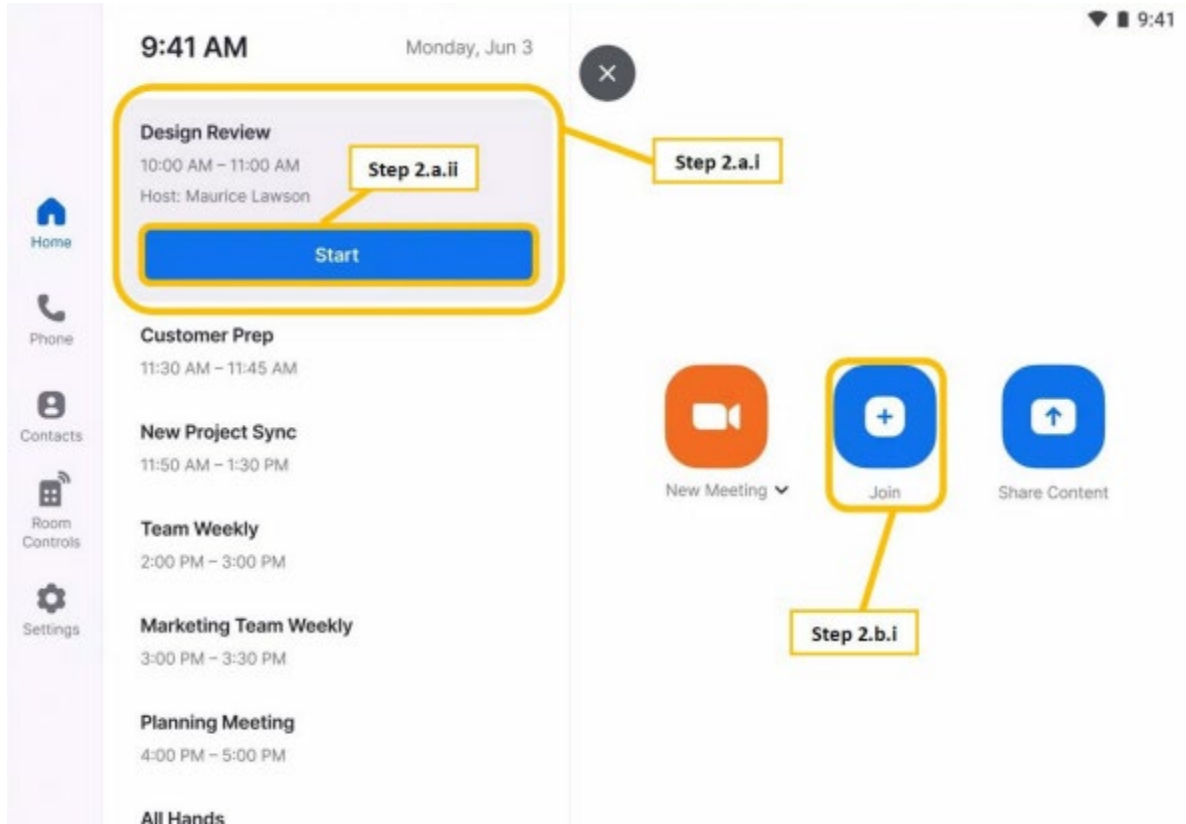 9:41
9:41 AM
Monday, Jun 3
Design Review
10:00 AM – 11:00 AM
Host: Maurice Lawson
Step 2.a.ii
Step 2.a.i
Start
Home
Phone
Contacts
Room
Controls
Settings
Customer Prep
11:30 AM – 11:45 AM
New Project Sync
11:50 AM – 1:30 PM
Team Weekly
2:00 PM – 3:00 PM
Marketing Team Weekly
3:00 PM – 3:30 PM
Planning Meeting
4:00 PM – 5:00 PM
All Hands
New Meeting
Join
Share Content
Step 2.b.i